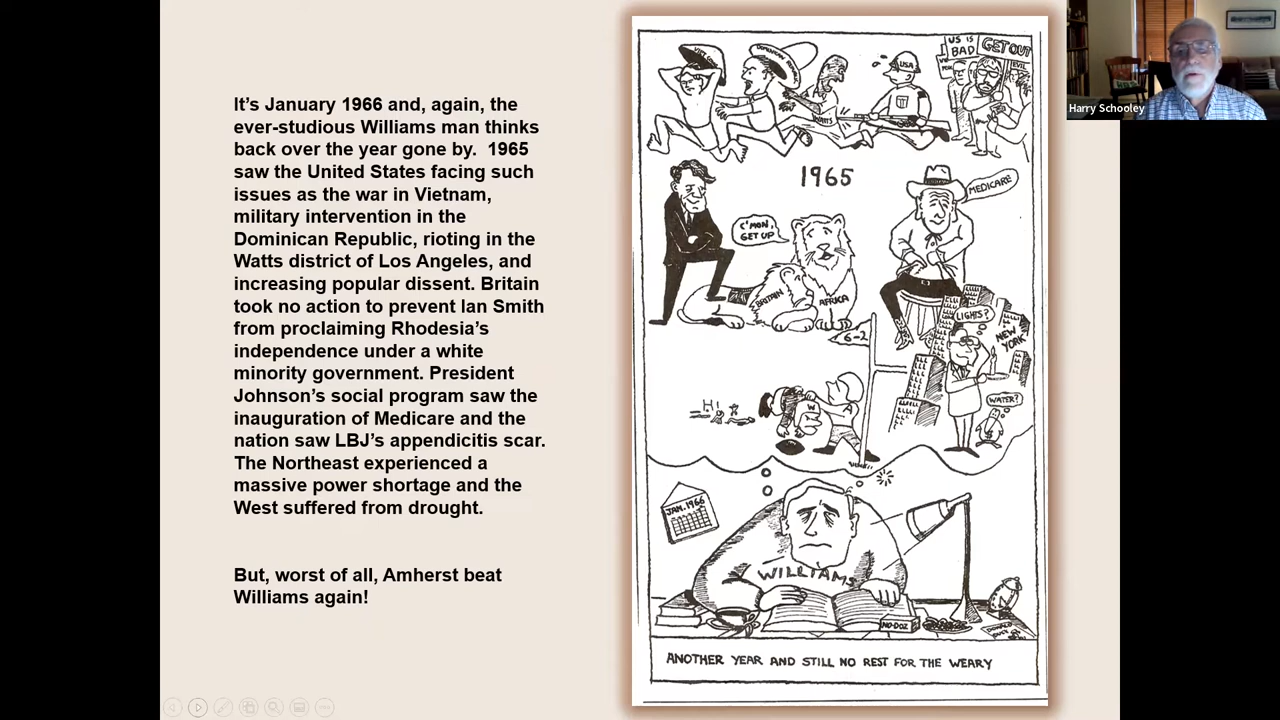 It's January 1966 and, again, the
ever-studious Williams man thinks
back over the year gone by.  1965
saw the United States facing such
issues as the war in Vietnam,
military intervention in the
Dominican Republic, rioting in the
Watts district of Los Angeles, and
increasing popular dissent. Britain
took no action to prevent Ian Smith
from proclaiming Rhodesia's
independence under a white
minority government. President
Johnson's social program saw the
inauguration of Medicare and the
nation saw LBJ's appendicitis scar.
The Northeast experienced a
massive power shortage and the
West suffered from drought.
But, worst of all, Amherst beat
Williams again!
VIET CONG
US IS
BAD
GET OUT
EVIL
USA
WATTS
1965
MEDICARE
C'MON,
GET UP
BRITAIN
AFRICA
6-2
LIGHTS?
NEW
YORK
WATER?
H!
W
A
JAN. 1966
WILLIAMS
NO-DOZ
ANOTHER YEAR AND STILL NO REST FOR THE WEARY
Harry Schooley